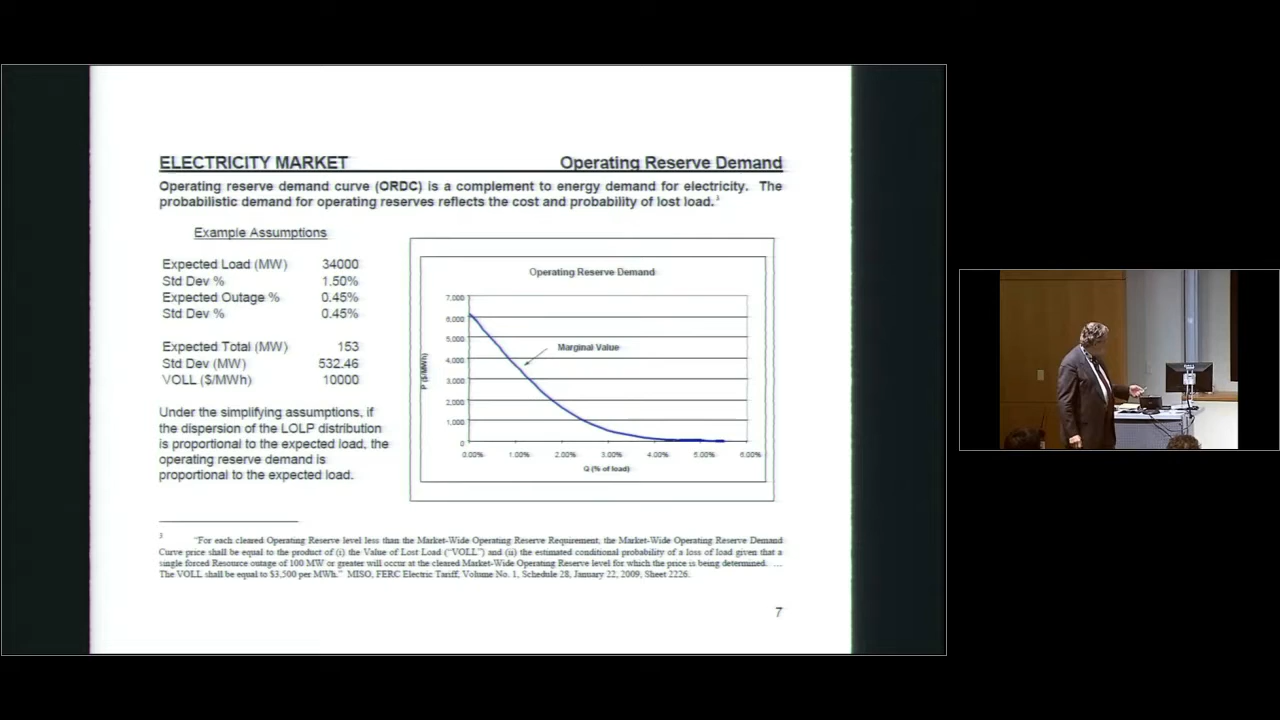 ELECTRICITY MARKET Operating Reserve Demand
Operating reserve demand curve (ORDC) is a complement to energy demand for electricity. The
probabilistic demand for operating reserves reflects the cost and probability of lost load.3
Example Assumptions
Expected Load (MW) 34000
Std Dev % 1.50%
Expected Outage % 0.45%
Std Dev % 0.45%
Expected Total (MW) 153
Std Dev (MW) 532.46
VOLL ($/MWh) 10000
Under the simplifying assumptions, if
the dispersion of the LOLP distribution
is proportional to the expected load, the
operating reserve demand is
proportional to the expected load.
Operating Reserve Demand
7,000
6,000
5,000
4,000
3,000
2,000
1,000
0
P ($/MWh)
Marginal Value
0.00% 1.00% 2.00% 3.00% 4.00% 5.00% 6.00%
Q (% of load)
3 "For each cleared Operating Reserve level less than the Market-Wide Operating Reserve Requirement, the Market-Wide Operating Reserve Demand
Curve price shall be equal to the product of (i) the Value of Lost Load ("VOLL") and (ii) the estimated conditional probability of a loss of load given that a
single forced Resource outage of 100 MW or greater will occur at the cleared Market-Wide Operating Reserve level for which the price is being determined. …
The VOLL shall be equal to $3,500 per MWh." MISO, FERC Electric Tariff, Volume No. 1, Schedule 28, January 22, 2009, Sheet 2226.
7